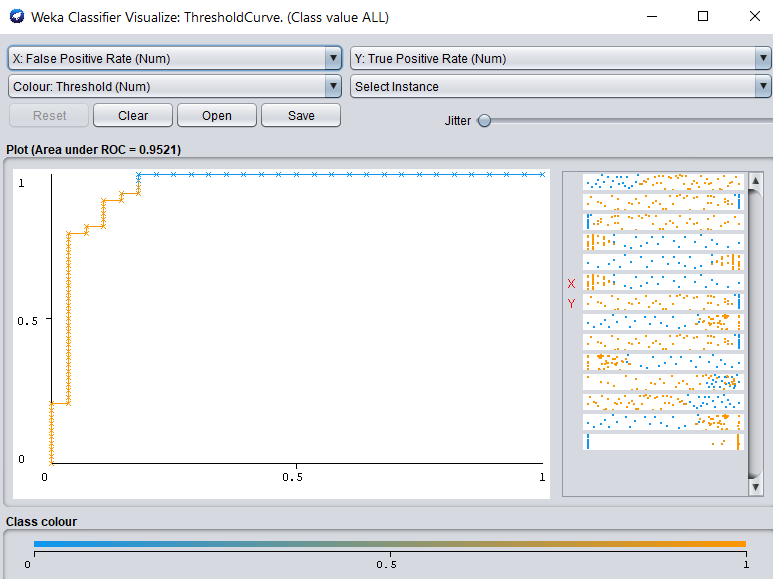 Weka Classifier Visualize: ThresholdCurve. (Class value ALL)
X: False Positive Rate (Num) Y: True Positive Rate (Num)
Colour: Threshold (Num) Select Instance
Reset Clear Open Save Jitter
Plot (Area under ROC = 0.9521)
1
0.5
0
0 0.5 1
X
Y
Class colour
0 0.5 1